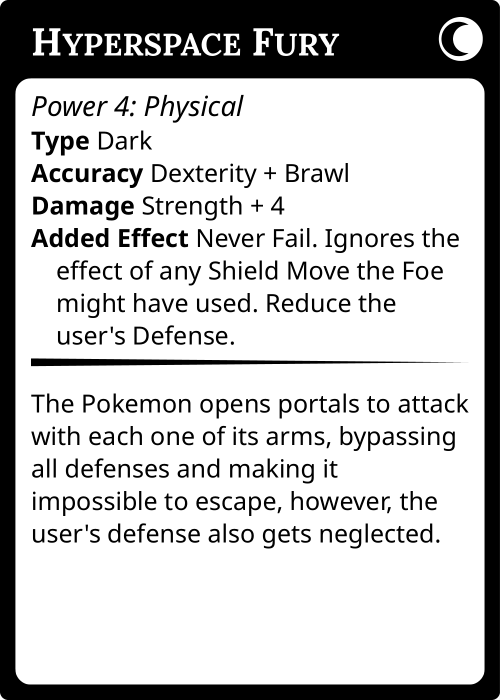 Hyperspace Fury
Power 4: Physical
Type Dark
Accuracy Dexterity + Brawl
Damage Strength + 4
Added Effect Never Fail. Ignores the
effect of any Shield Move the Foe
might have used. Reduce the
user's Defense.
The Pokemon opens portals to attack
with each one of its arms, bypassing
all defenses and making it
impossible to escape, however, the
user's defense also gets neglected.